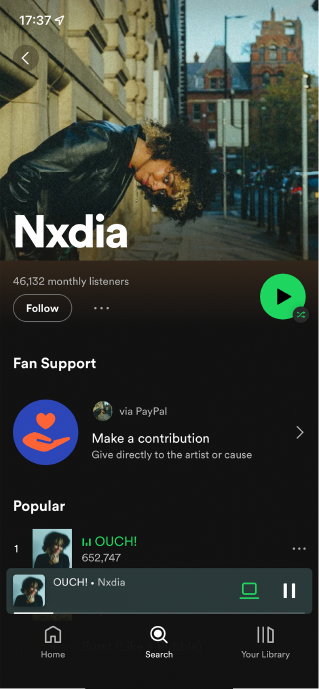 17:37
Nxdia
46,132 monthly listeners
Follow
Fan Support
via PayPal
Make a contribution
Give directly to the artist or cause
Popular
1
OUCH!
652,747
OUCH! • Nxdia
Home
Search
Your Library